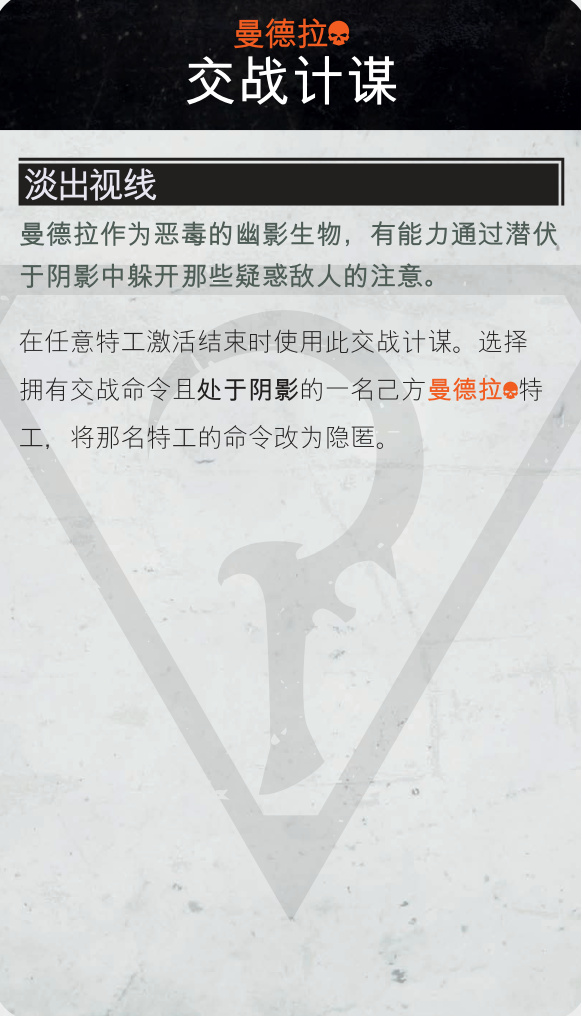 曼德拉
交战计谋
淡出视线
曼德拉作为恶毒的幽影生物，有能力通过潜伏
于阴影中躲开那些疑惑敌人的注意。
在任意特工激活结束时使用此交战计谋。选择
拥有交战命令且处于阴影的一名己方曼德拉特
工，将那名特工的命令改为隐匿。